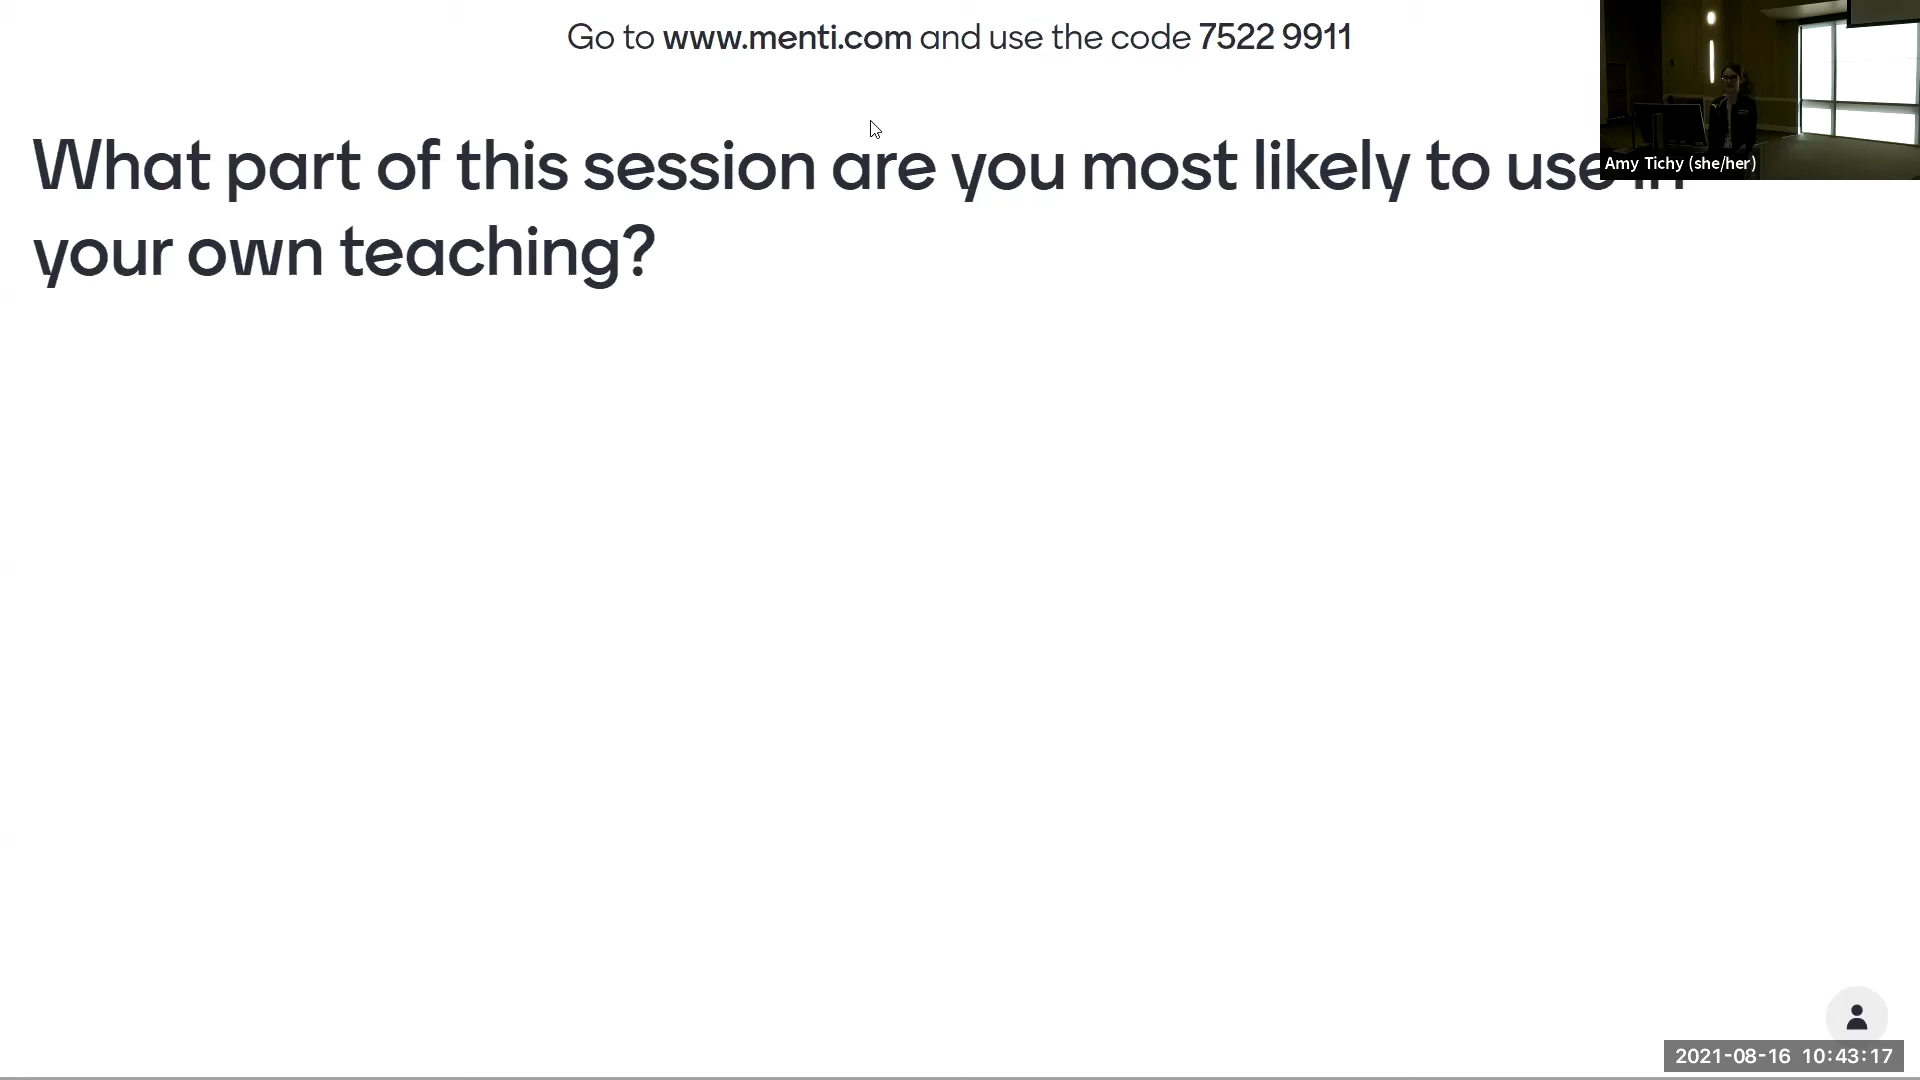 Go to www.menti.com and use the code 7522 9911
What part of this session are you most likely to use in
your own teaching?
Amy Tichy (she/her)
2021-08-16 10:43:17